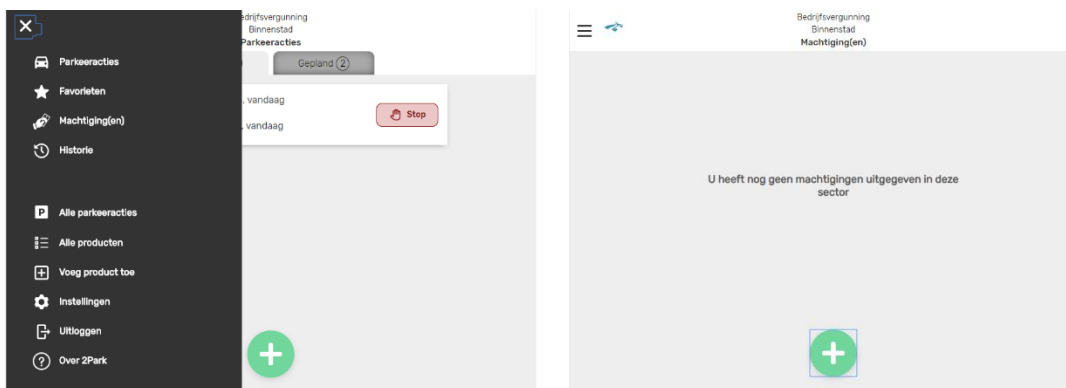 Parkeeracties
Favorieten
Machtiging(en)
Historie
Alle parkeeracties
Alle producten
Voeg product toe
Instellingen
Uitloggen
Over 2Park
edrijfsvergunning
Binnenstad
Parkeeracties
Gepland 2
, vandaag
, vandaag
Stop
Bedrijfsvergunning
Binnenstad
Machtiging(en)
U heeft nog geen machtigingen uitgegeven in deze
sector